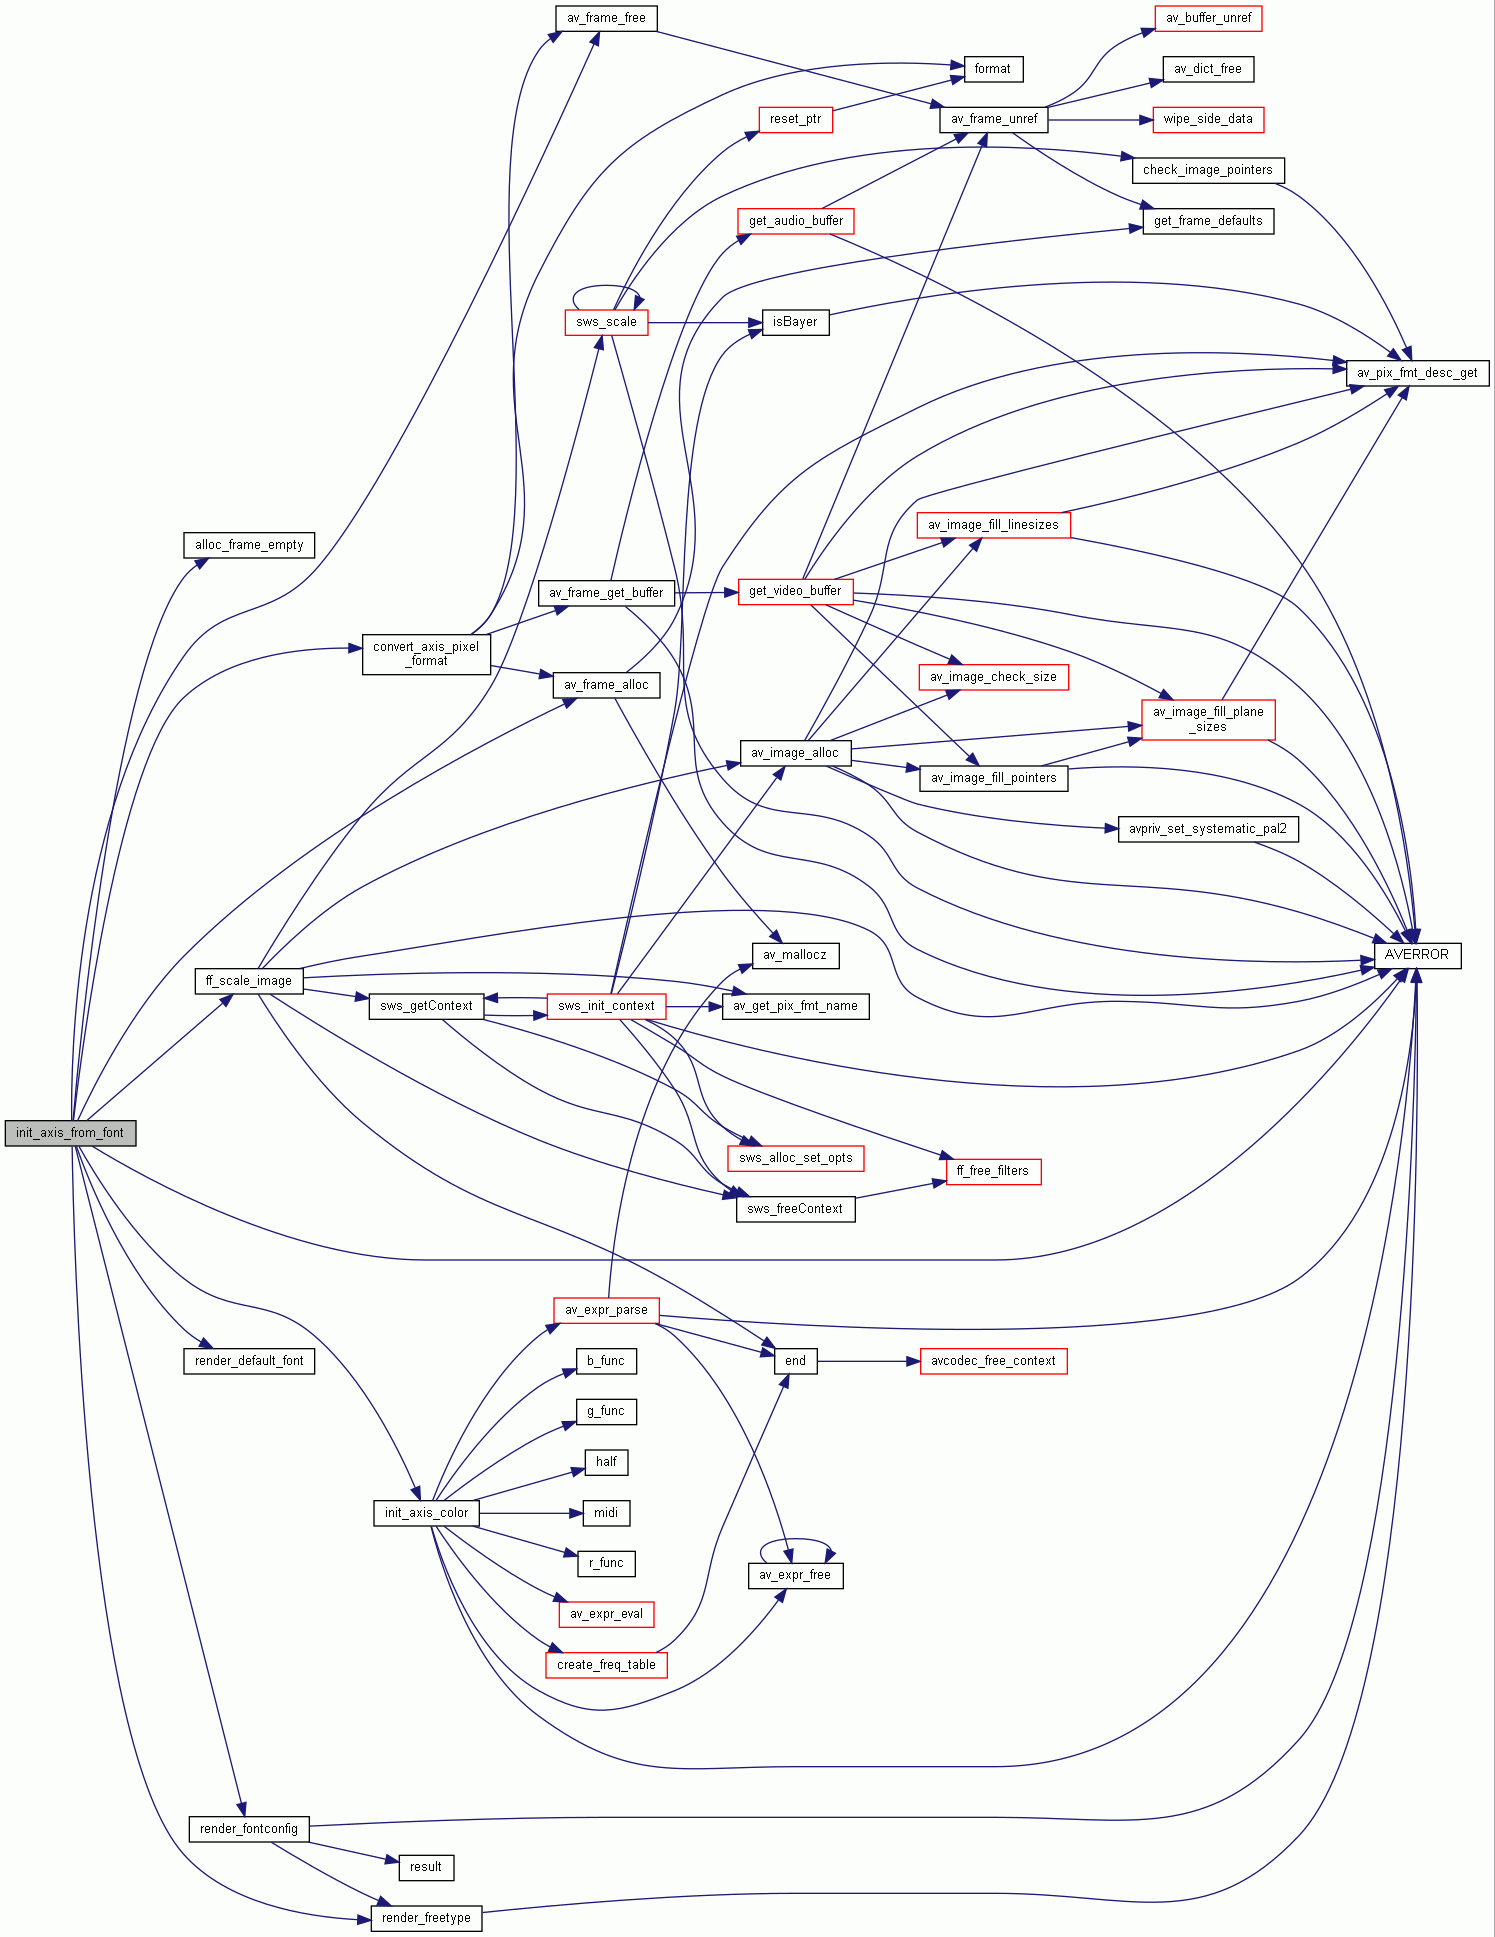 av_frame_free
av_buffer_unref
format
av_dict_free
reset_ptr
av_frame_unref
wipe_side_data
check_image_pointers
get_audio_buffer
get_frame_defaults
sws_scale
isBayer
av_pix_fmt_desc_get
av_image_fill_linesizes
alloc_frame_empty
av_frame_get_buffer
get_video_buffer
convert_axis_pixel
_format
av_frame_alloc
av_image_check_size
av_image_fill_plane
_sizes
av_image_alloc
av_image_fill_pointers
avpriv_set_systematic_pal2
av_mallocz
AVERROR
ff_scale_image
sws_getContext
sws_init_context
av_get_pix_fmt_name
init_axis_from_font
sws_alloc_set_opts
ff_free_filters
sws_freeContext
av_expr_parse
render_default_font
b_func
end
avcodec_free_context
g_func
half
init_axis_color
midi
r_func
av_expr_free
av_expr_eval
create_freq_table
render_fontconfig
result
render_freetype